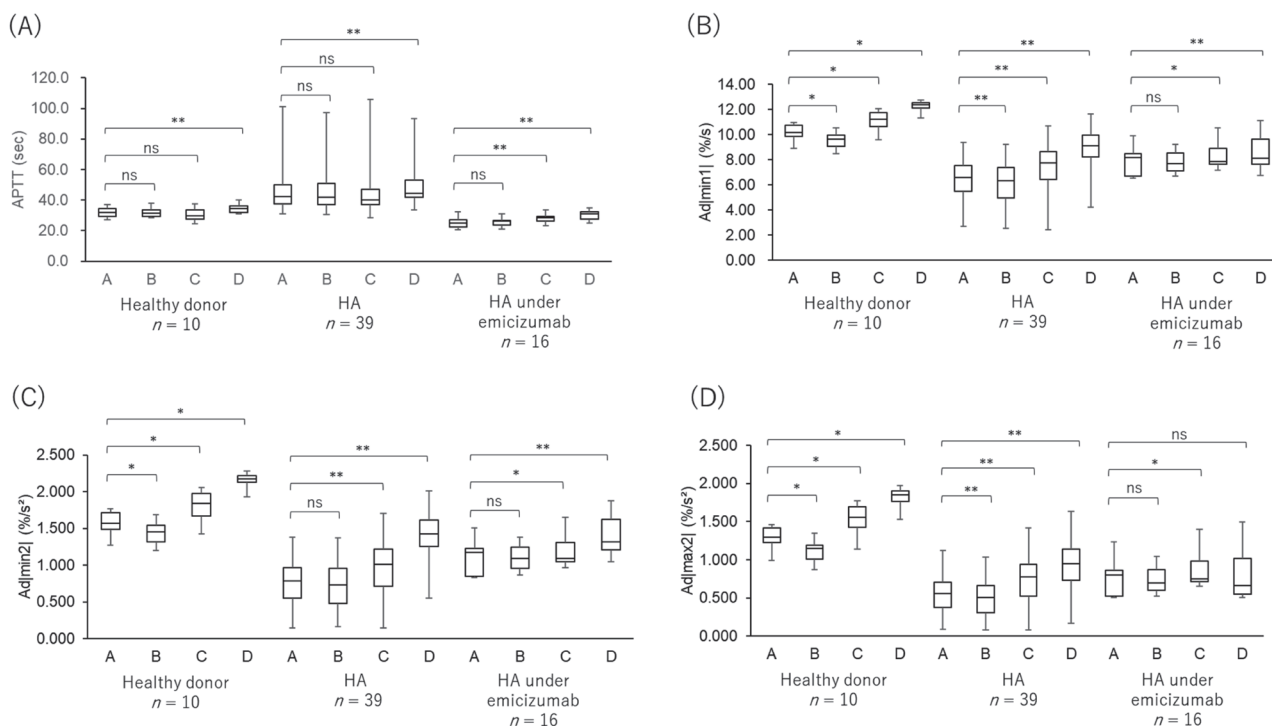 (A)
**
ns
ns
120.0
100.0
80.0
60.0
40.0
20.0
0.0
APTT (sec)
**
ns
ns
**
**
ns
A B C D A B C D A B C D
Healthy donor
n = 10
HA
n = 39
HA under
emicizumab
n = 16
(B)
* ** **
* ** *
* ** ns
14.00
12.00
10.00
8.00
6.00
4.00
2.00
0.00
Ad|min1| (%/s)
A B C D A B C D A B C D
Healthy donor
n = 10
HA
n = 39
HA under
emicizumab
n = 16
(C)
*
*
*
**
**
ns
**
*
ns
2.500
2.000
1.500
1.000
0.500
0.000
Ad|min2| (%/s²)
A B C D A B C D A B C D
Healthy donor
n = 10
HA
n = 39
HA under
emicizumab
n = 16
(D)
* ** ns
* ** *
* ** ns
2.500
2.000
1.500
1.000
0.500
0.000
Ad|max2| (%/s²)
A B C D A B C D A B C D
Healthy donor
n = 10
HA
n = 39
HA under
emicizumab
n = 16